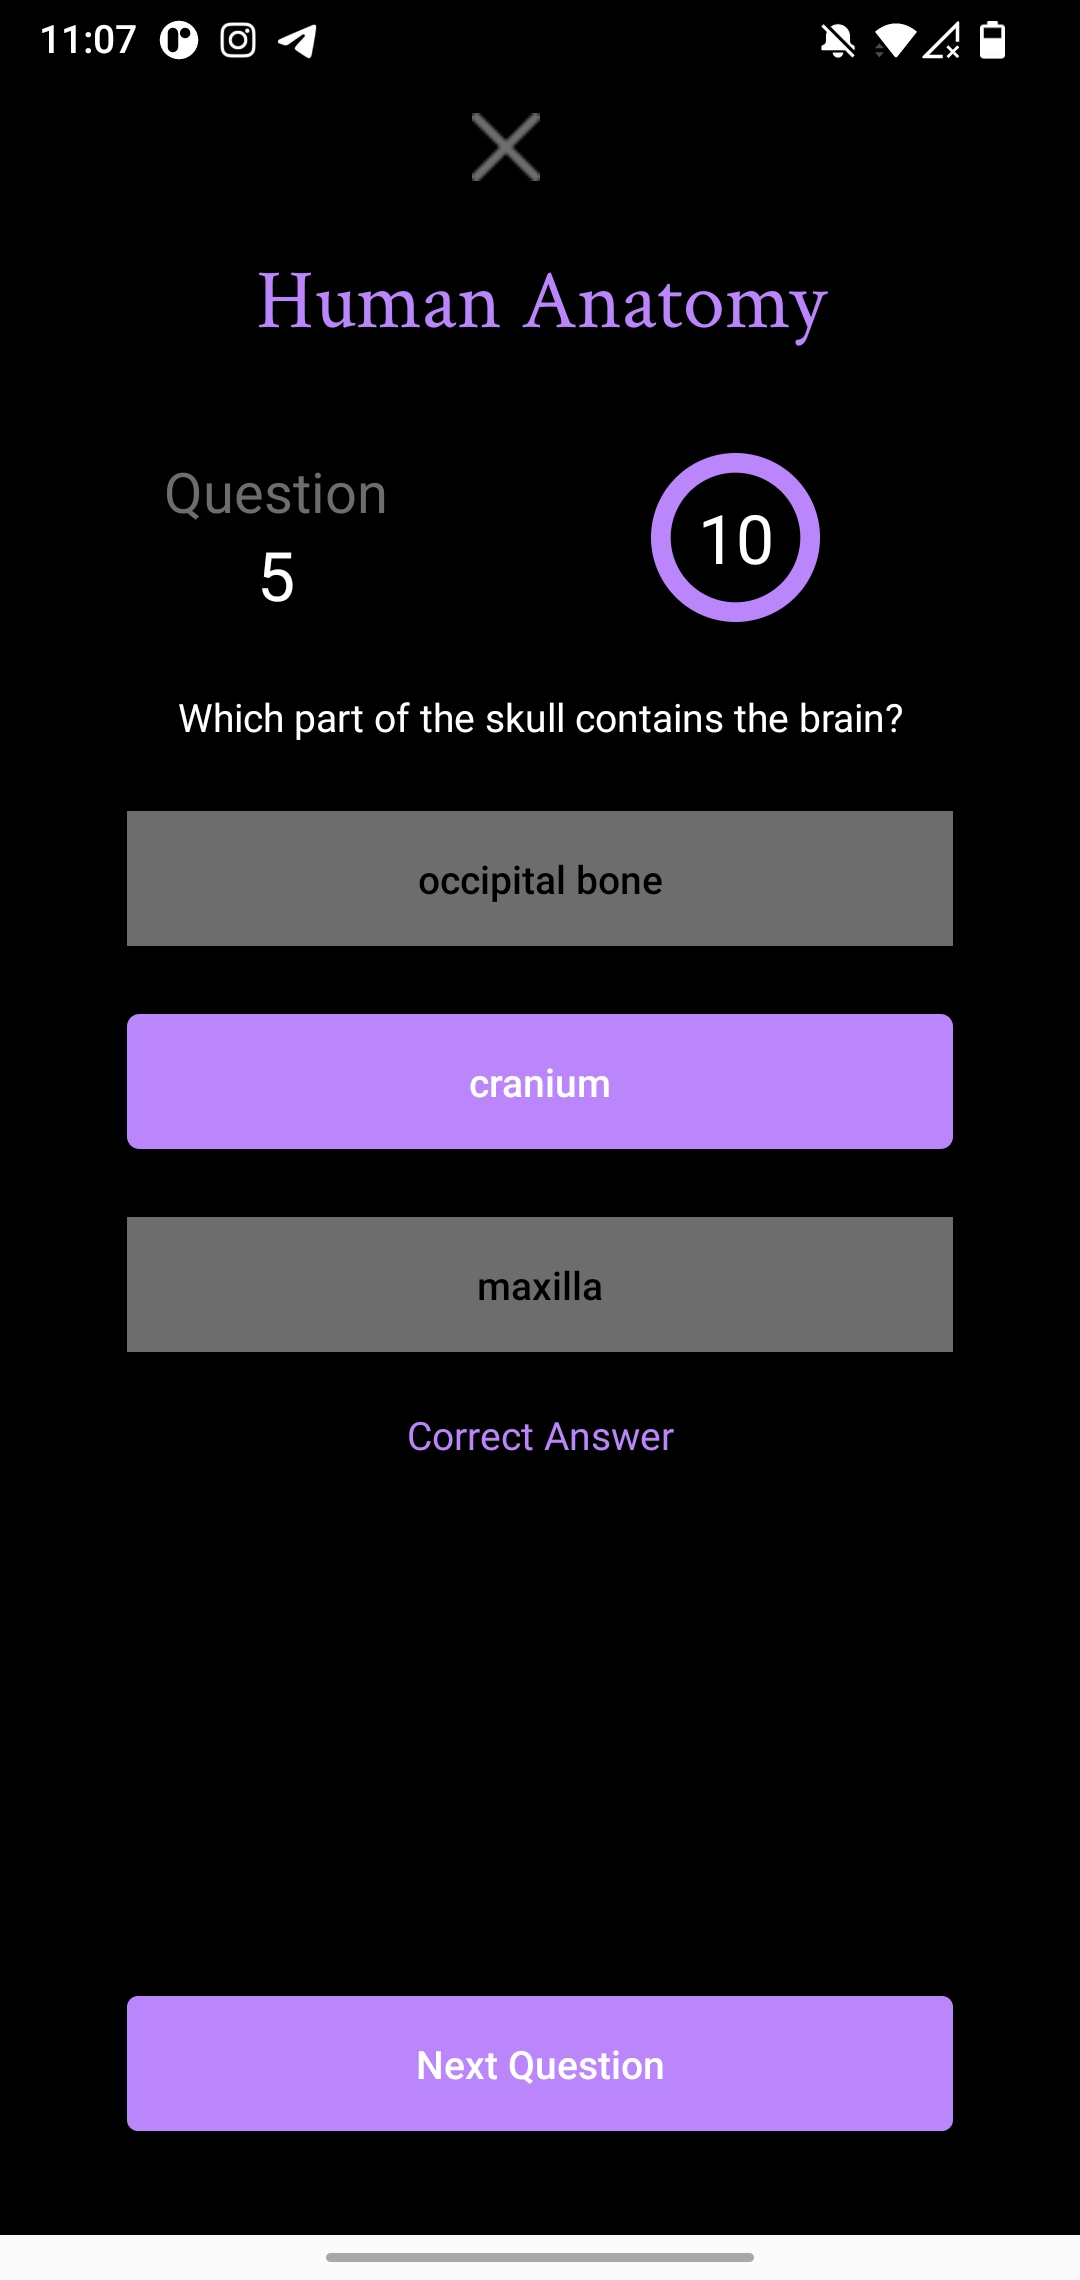 11:07
Human Anatomy
Question
5
10
Which part of the skull contains the brain?
occipital bone
cranium
maxilla
Correct Answer
Next Question